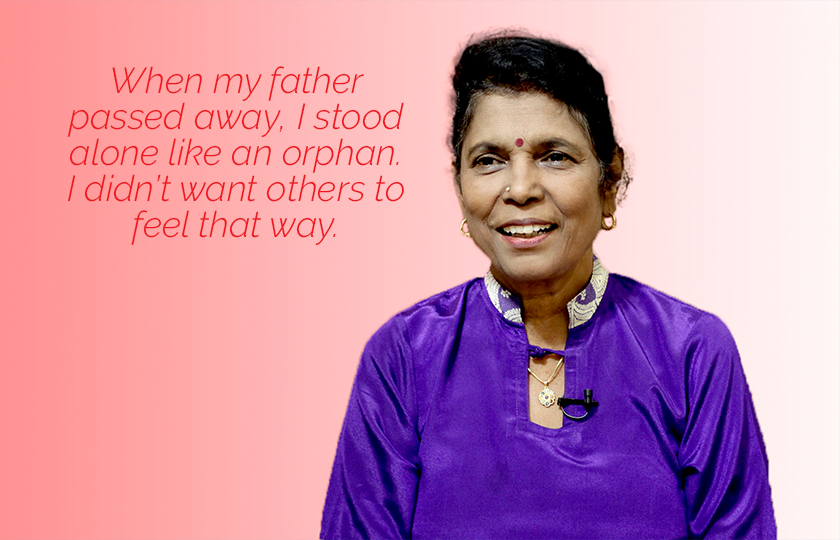 When my father
passed away, I stood
alone like an orphan.
I didn't want others to
feel that way.